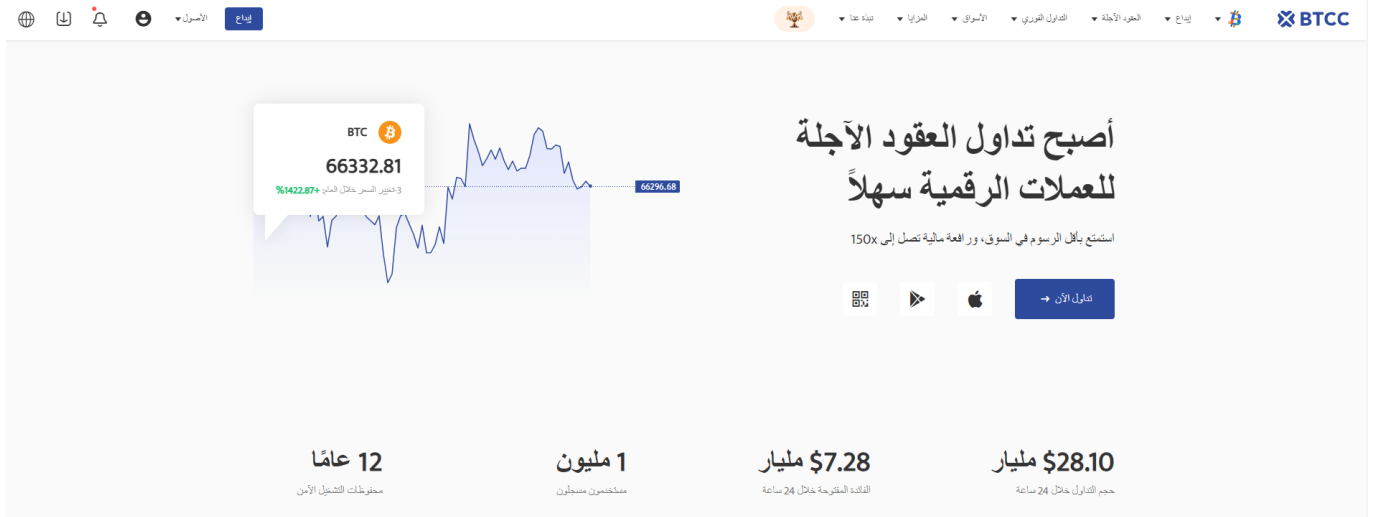 BTCC
إيداع
العقود الآجلة
التداول الفوري
الأسواق
المزايا
نبذة عنا
الأصول
إيداع
أصبح تداول العقود الآجلة
للعملات الرقمية سهلاً
استمتع بأقل الرسوم في السوق، ورافعة مالية تصل إلى 150x
تداول الآن ←
BTC
66332.81
3-تغيير السعر خلال العام: +1422.87%
66296.68
$28.10 مليار
حجم التداول خلال 24 ساعة
$7.28 مليار
الفائدة المفتوحة خلال 24 ساعة
1 مليون
مستخدمون مسجلون
12 عامًا
محفوظات التشغيل الآمن